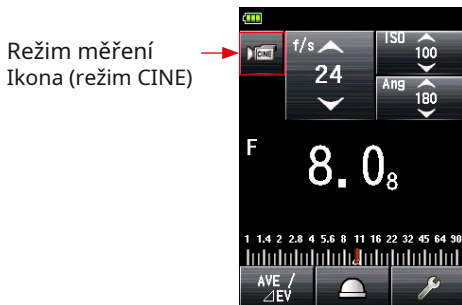 Režim měření
Ikona (režim CINE)
CINE
f/s
24
ISO
100
Ang
180
F
8.08
1 1.4 2 2.8 4 5.6 8 11 16 22 32 45 64 90
AVE /
⊿EV